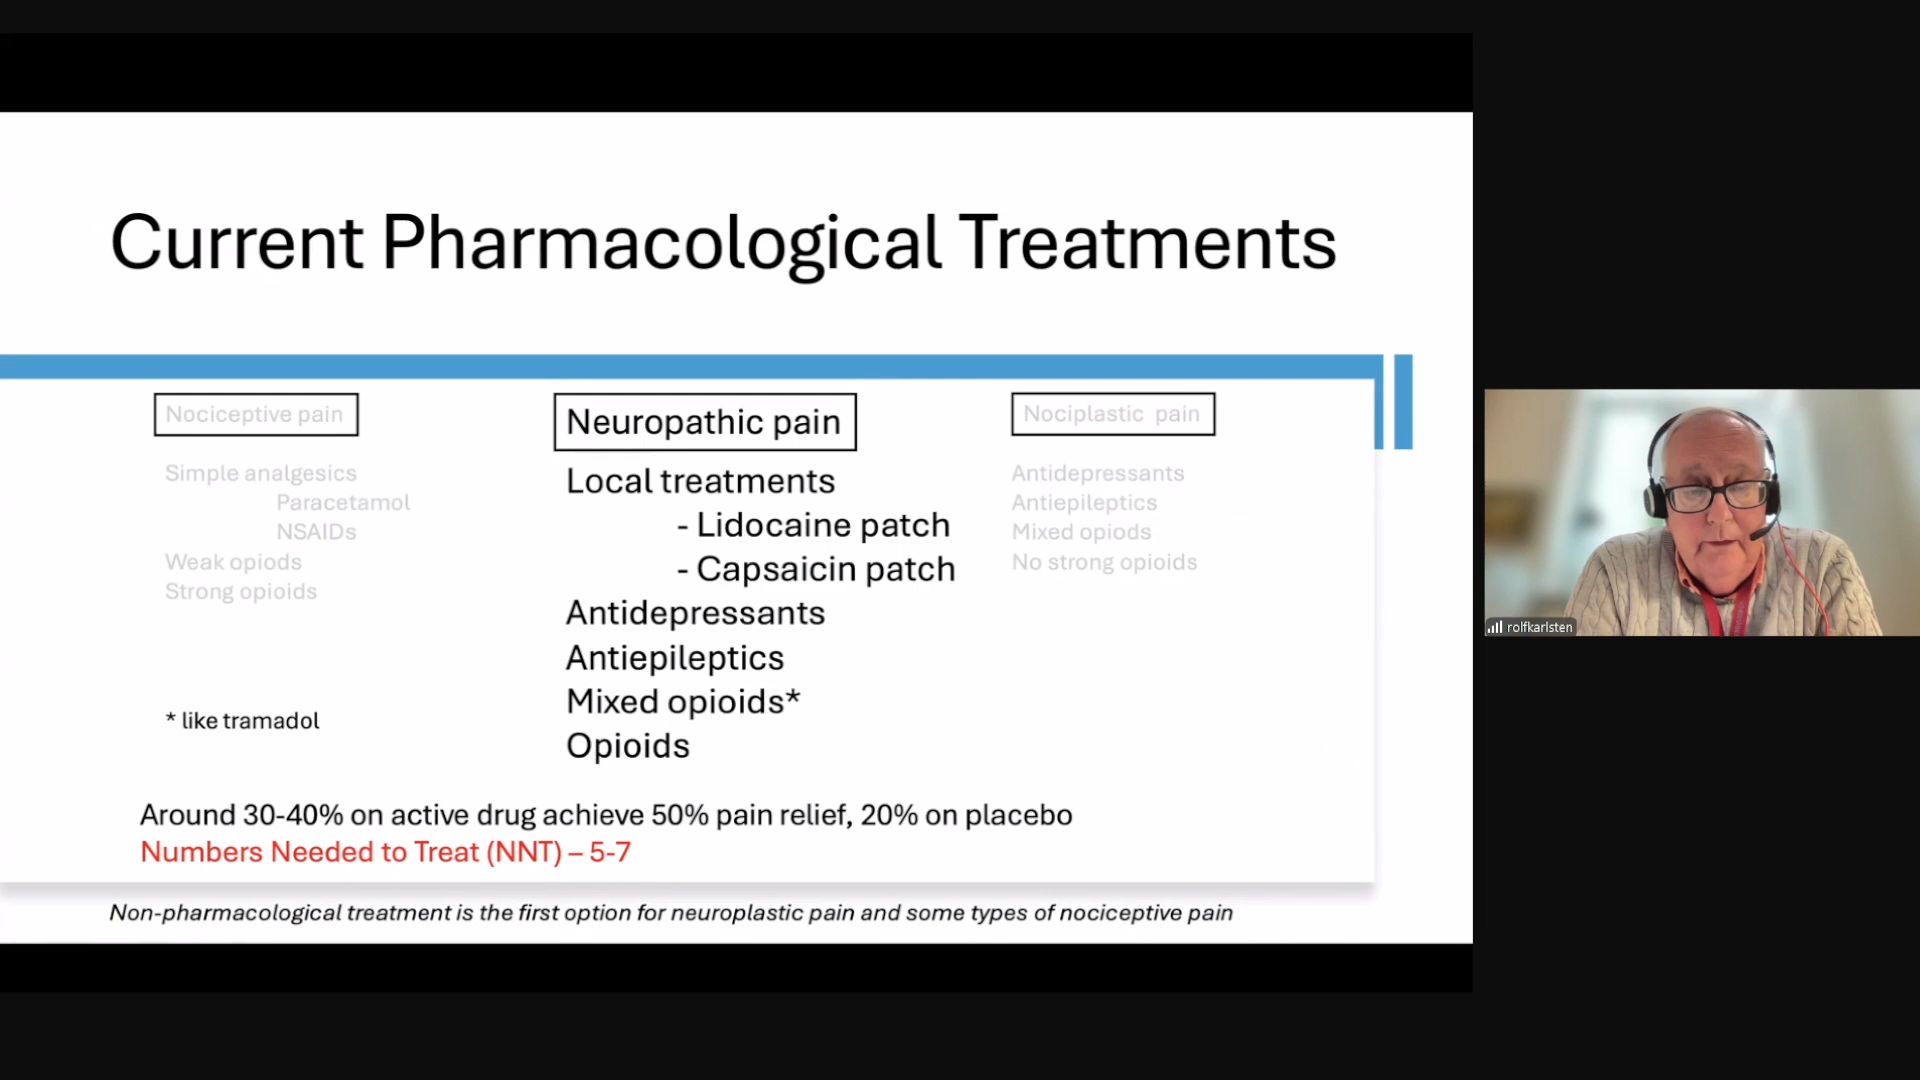 Current Pharmacological Treatments
Nociceptive pain
Simple analgesics
Paracetamol
NSAIDs
Weak opiods
Strong opioids
* like tramadol
Neuropathic pain
Local treatments
- Lidocaine patch
- Capsaicin patch
Antidepressants
Antiepileptics
Mixed opioids*
Opioids
Nociplastic pain
Antidepressants
Antiepileptics
Mixed opiods
No strong opioids
Around 30-40% on active drug achieve 50% pain relief, 20% on placebo
Numbers Needed to Treat (NNT) – 5-7
Non-pharmacological treatment is the first option for neuroplastic pain and some types of nociceptive pain
rolfkarlsten